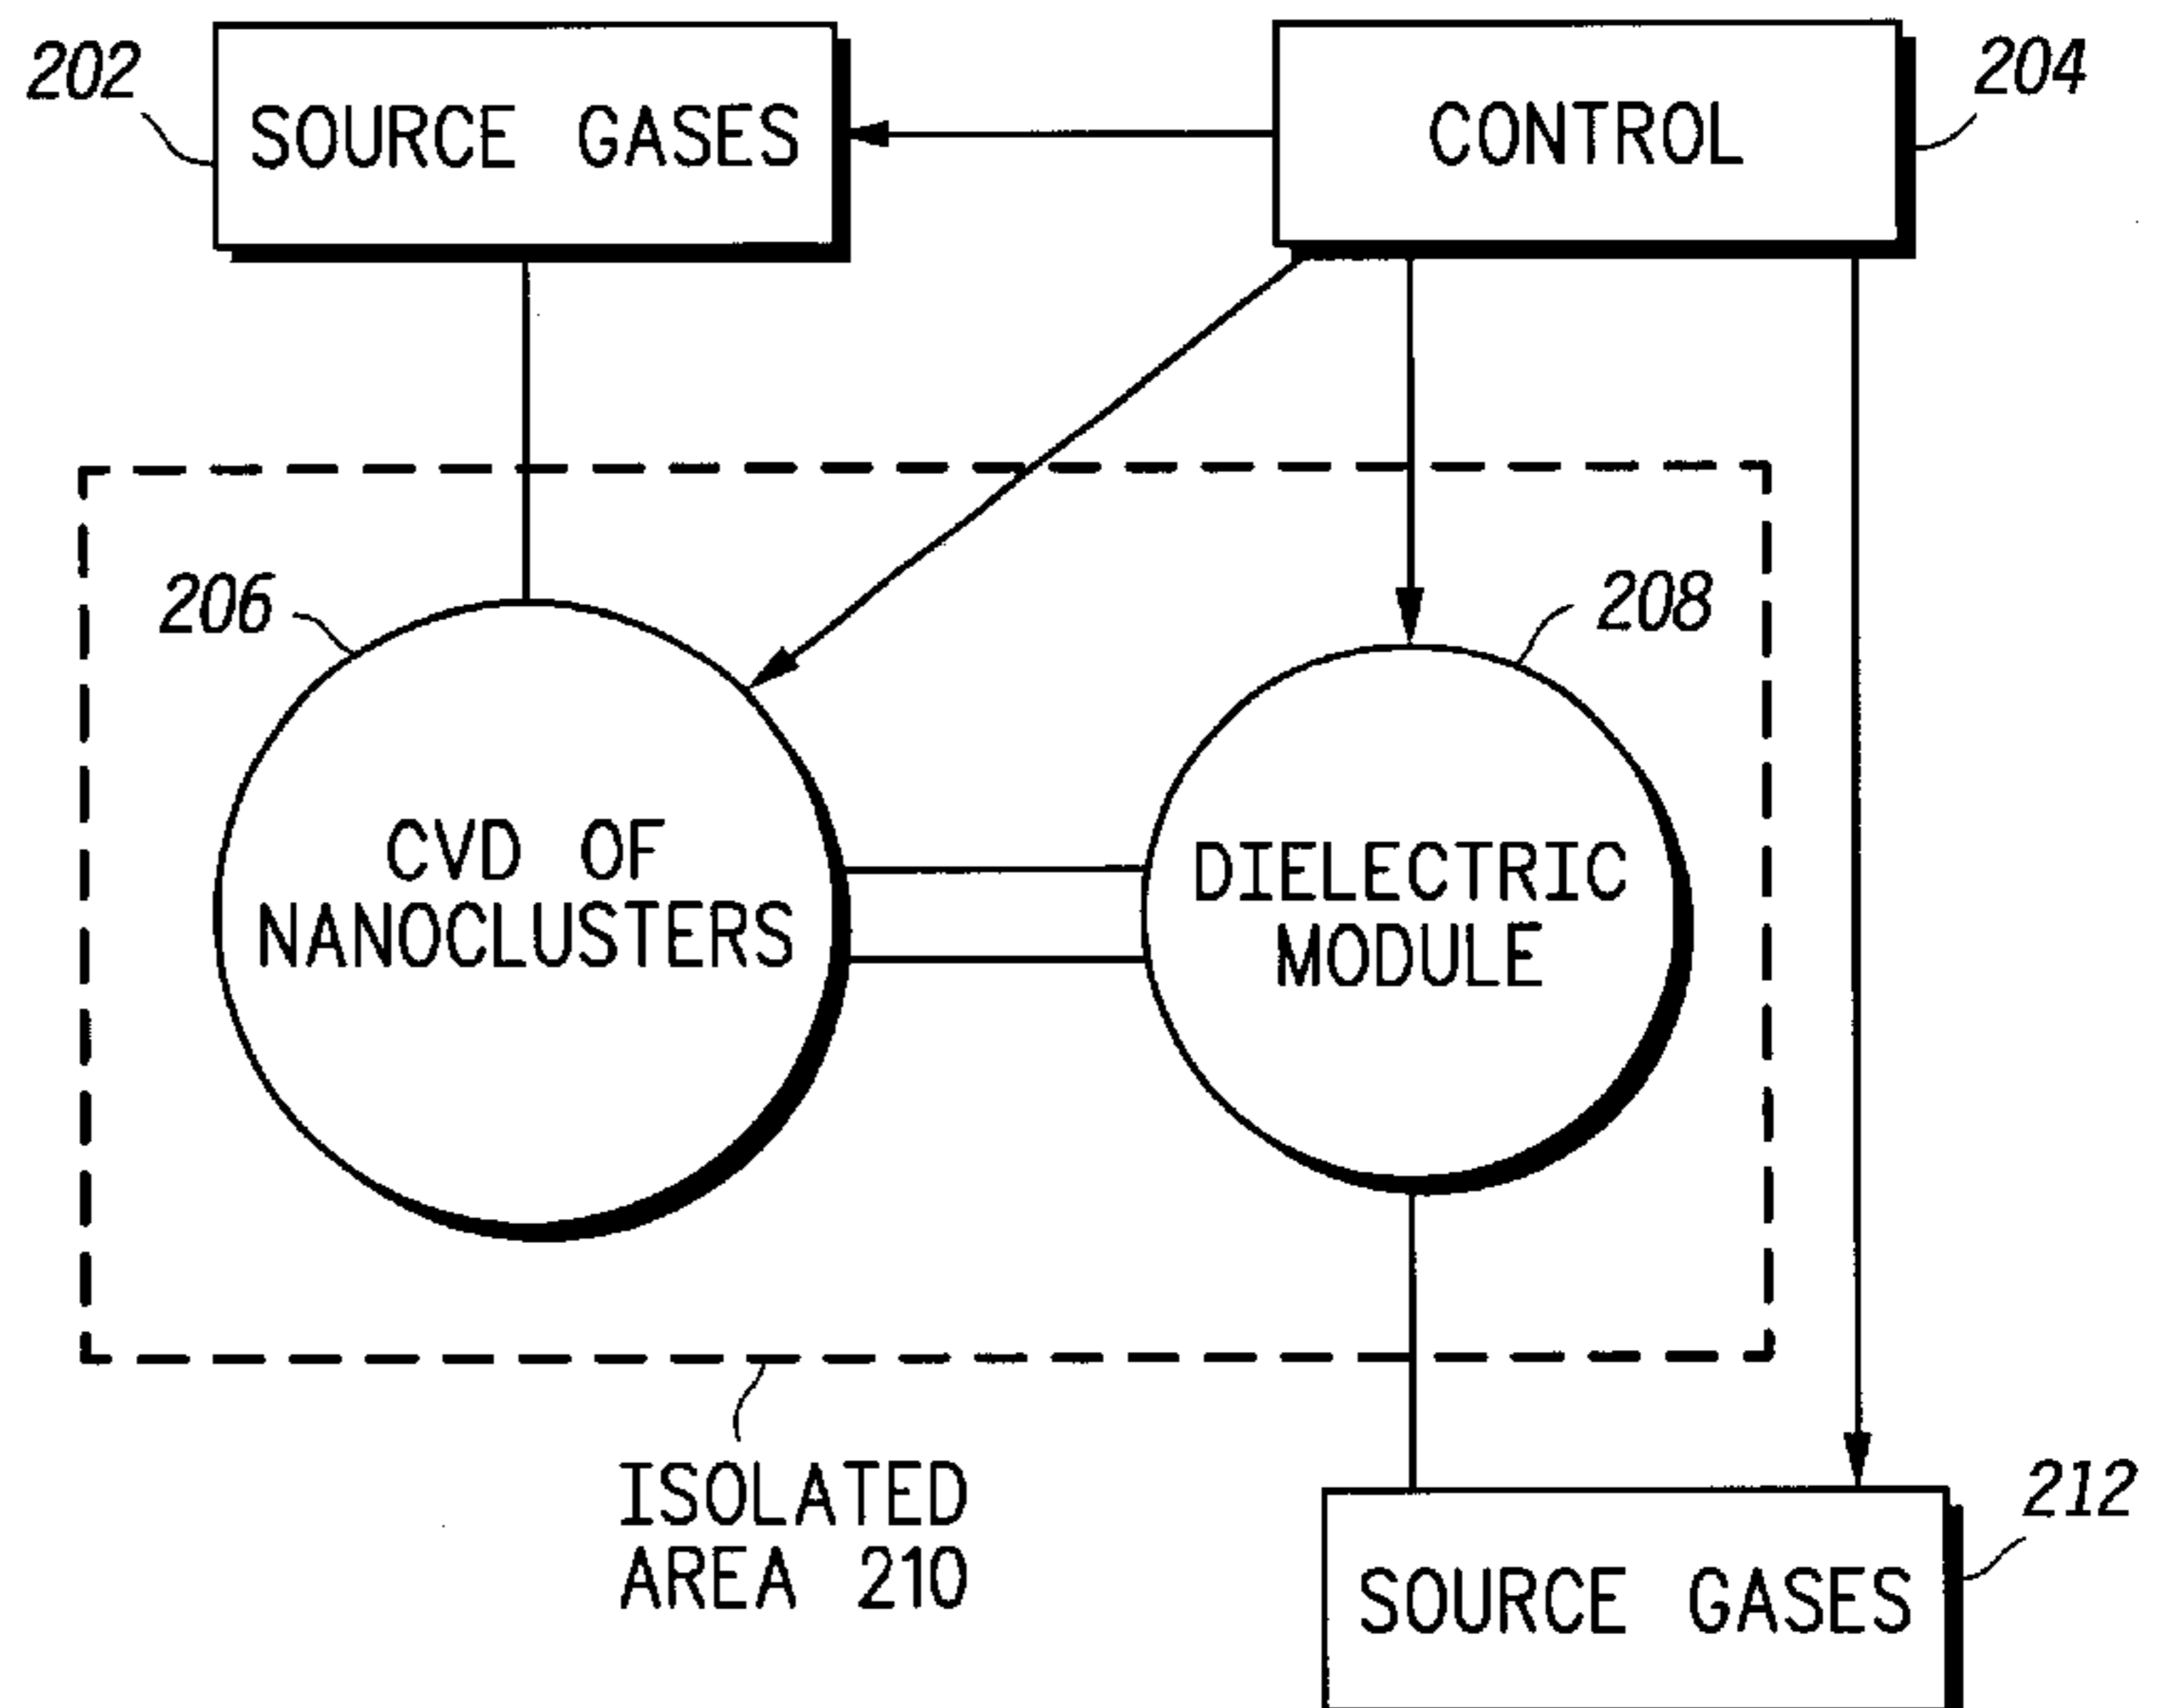 202
SOURCE GASES
CONTROL
204
206
208
CVD OF
NANOCLUSTERS
DIELECTRIC
MODULE
ISOLATED
AREA 210
212
SOURCE GASES